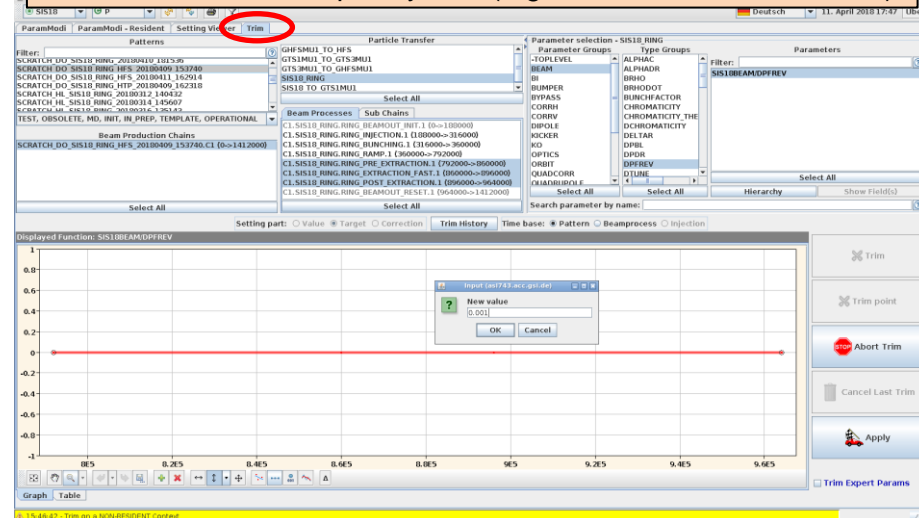 SIS18 P Deutsch 11. April 2018 17:47
ParamModi ParamModi - Resident Setting Viewer Trim
Patterns
Filter:
SCRATCH_DO_SIS18_RING_20180410_181536
SCRATCH_DO_SIS18_RING_HFS_20180409_153740
SCRATCH_DO_SIS18_RING_HFS_20180411_162914
SCRATCH_DO_SIS18_RING_HTP_20180409_162318
SCRATCH_HL_SIS18_RING_20180312_140432
SCRATCH_HL_SIS18_RING_20180314_145607
SCRATCH_HL_SIS18_RING_20180316_125143
TEST, OBSOLETE, MD, INIT, IN_PREP, TEMPLATE, OPERATIONAL
Beam Production Chains
SCRATCH_DO_SIS18_RING_HFS_20180409_153740.C1 (0->1412000)
Select All
Particle Transfer
GHFSMU1_TO_HFS
GTS1MU1_TO_GTS3MU1
GTS3MU1_TO_GHFSMU1
SIS18_RING
SIS18_TO_GTS1MU1
Select All
Beam Processes Sub Chains
C1.SIS18_RING.RING_BEAMOUT_INIT.1 (0->188000)
C1.SIS18_RING.RING_INJECTION.1 (188000->316000)
C1.SIS18_RING.RING_BUNCHING.1 (316000->360000)
C1.SIS18_RING.RING_RAMP.1 (360000->792000)
C1.SIS18_RING.RING_PRE_EXTRACTION.1 (792000->860000)
C1.SIS18_RING.RING_EXTRACTION_FAST.1 (860000->896000)
C1.SIS18_RING.RING_POST_EXTRACTION.1 (896000->964000)
C1.SIS18_RING.RING_BEAMOUT_RESET.1 (964000->1412000)
Select All
Parameter selection - SIS18_RING
Parameter Groups
-TOPLEVEL
BEAM
BI
BUMPER
BYPASS
CORRH
CORRV
DIPOLE
KICKER
KO
OPTICS
ORBIT
QUADCORR
QUADRUPOLE
Select All
Type Groups
ALPHAC
ALPHADR
BRHO
BRHODOT
BUNCHFACTOR
CHROMATICITY
CHROMATICITY_THE
DCHROMATICITY
DELTAR
DPBL
DPDR
DPFREV
DTUNE
Select All
Parameters
Filter:
SIS18BEAM/DPFREV
Select All
Hierarchy Show Field(s)
Search parameter by name:
Setting part: Value Target Correction Trim History Time base: Pattern Beamprocess Injection
Displayed Function: SIS18BEAM/DPFREV
1
0.8
0.6
0.4
0.2
0
-0.2
-0.4
-0.6
-0.8
-1
8E5 8.2E5 8.4E5 8.6E5 8.8E5 9E5 9.2E5 9.4E5 9.6E5
Input (asl743.acc.gsi.de)
? New value
0.001
OK Cancel
Trim
Trim point
STOP Abort Trim
Cancel Last Trim
Apply
Trim Expert Params
Graph Table
15:46:42 - Trim on a NON-RESIDENT Context